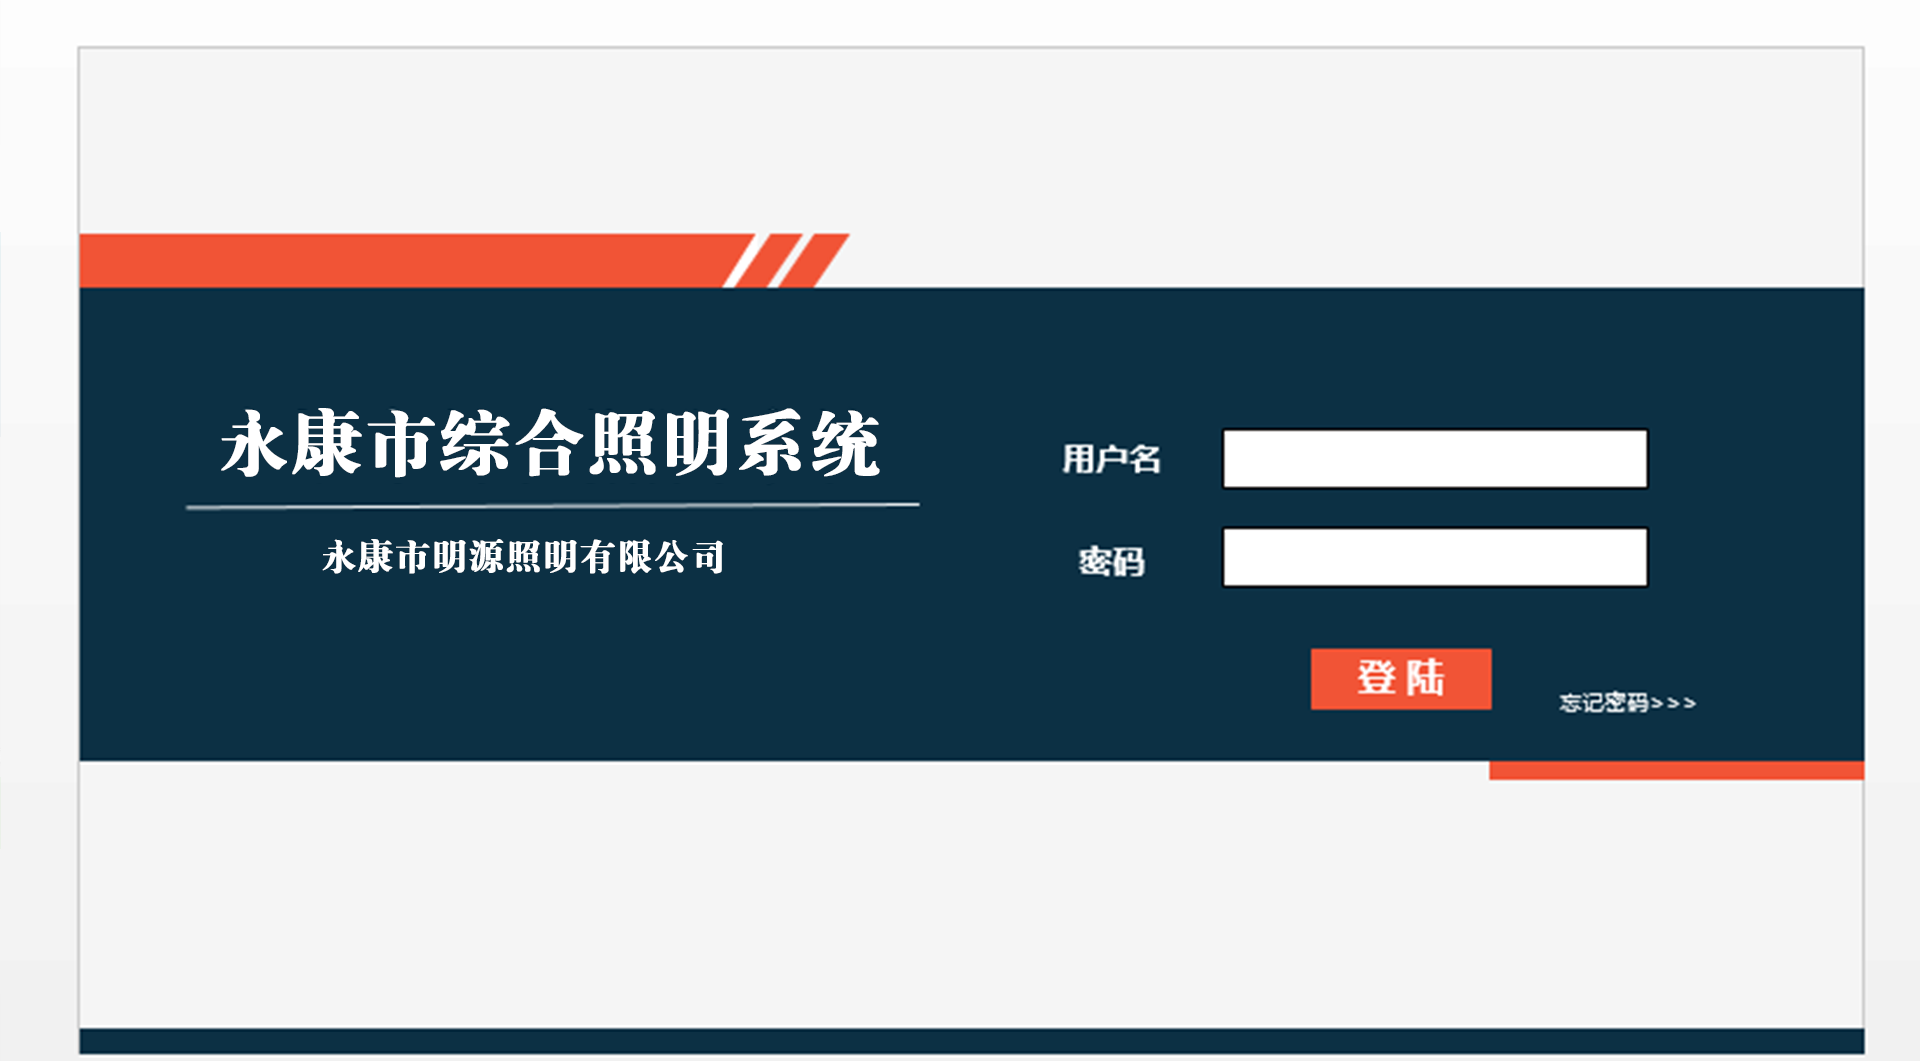 永康市综合照明系统
永康市明源照明有限公司
用户名
密码
登 陆
忘记密码>>>